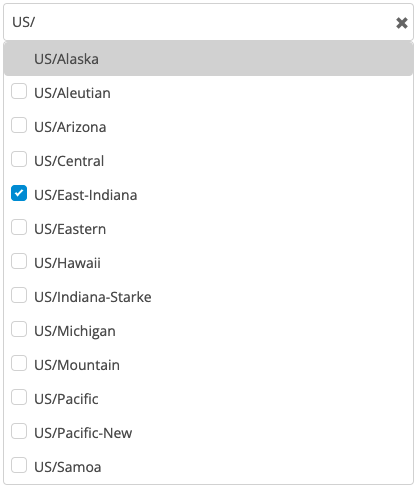 US/
US/Alaska
US/Aleutian
US/Arizona
US/Central
US/East-Indiana
US/Eastern
US/Hawaii
US/Indiana-Starke
US/Michigan
US/Mountain
US/Pacific
US/Pacific-New
US/Samoa